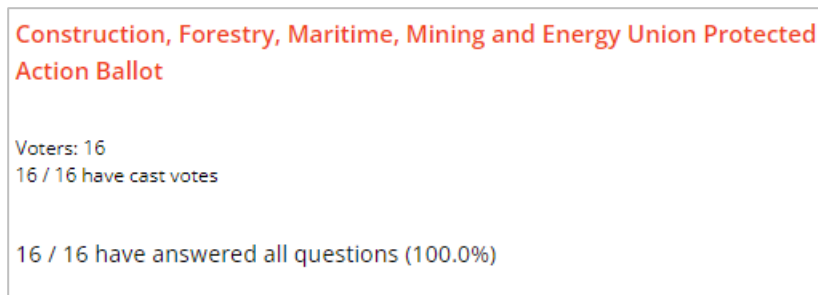 Construction, Forestry, Maritime, Mining and Energy Union Protected
Action Ballot
Voters: 16
16 / 16 have cast votes
16 / 16 have answered all questions (100.0%)